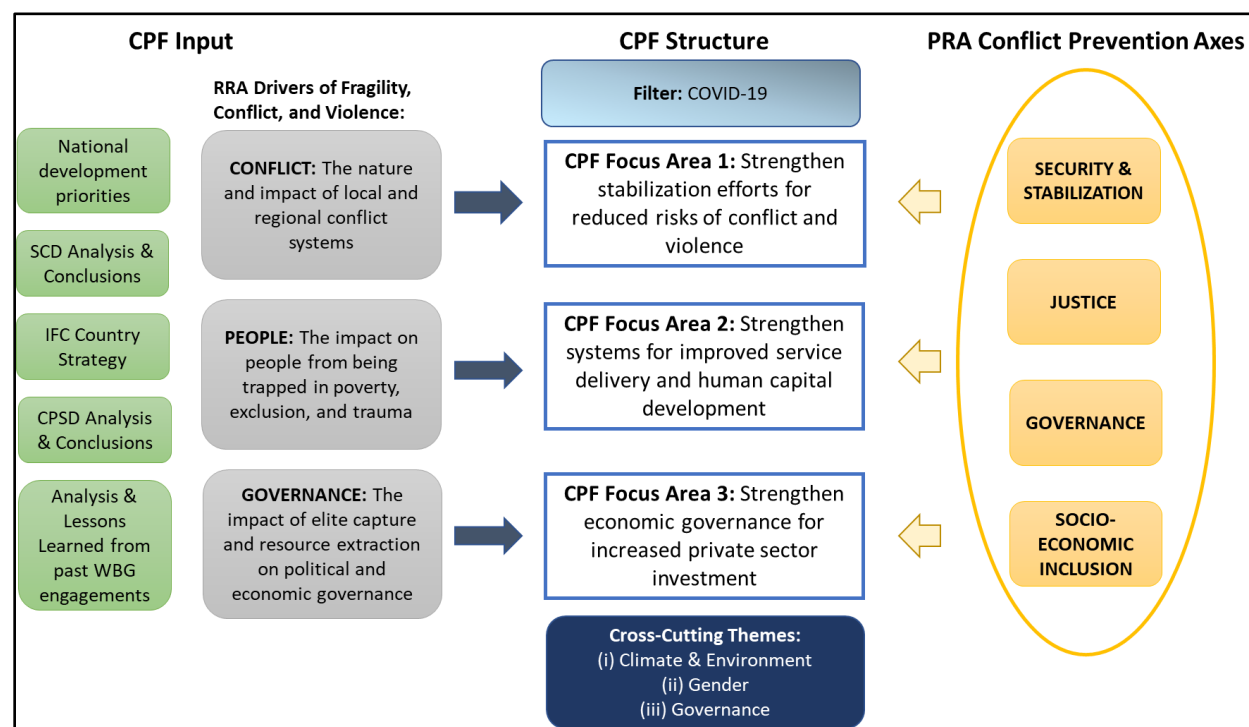 CPF Input
CPF Structure
PRA Conflict Prevention Axes
RRA Drivers of Fragility,
Conflict, and Violence:
National
development
priorities
SCD Analysis &
Conclusions
IFC Country
Strategy
CPSD Analysis
& Conclusions
Analysis &
Lessons
Learned from
past WBG
engagements
CONFLICT: The nature
and impact of local and
regional conflict
systems
PEOPLE: The impact on
people from being
trapped in poverty,
exclusion, and trauma
GOVERNANCE: The
impact of elite capture
and resource extraction
on political and
economic governance
Filter: COVID-19
CPF Focus Area 1: Strengthen
stabilization efforts for
reduced risks of conflict and
violence
CPF Focus Area 2: Strengthen
systems for improved service
delivery and human capital
development
CPF Focus Area 3: Strengthen
economic governance for
increased private sector
investment
Cross-Cutting Themes:
(i) Climate & Environment
(ii) Gender
(iii) Governance
SECURITY &
STABILIZATION
JUSTICE
GOVERNANCE
SOCIO-
ECONOMIC
INCLUSION